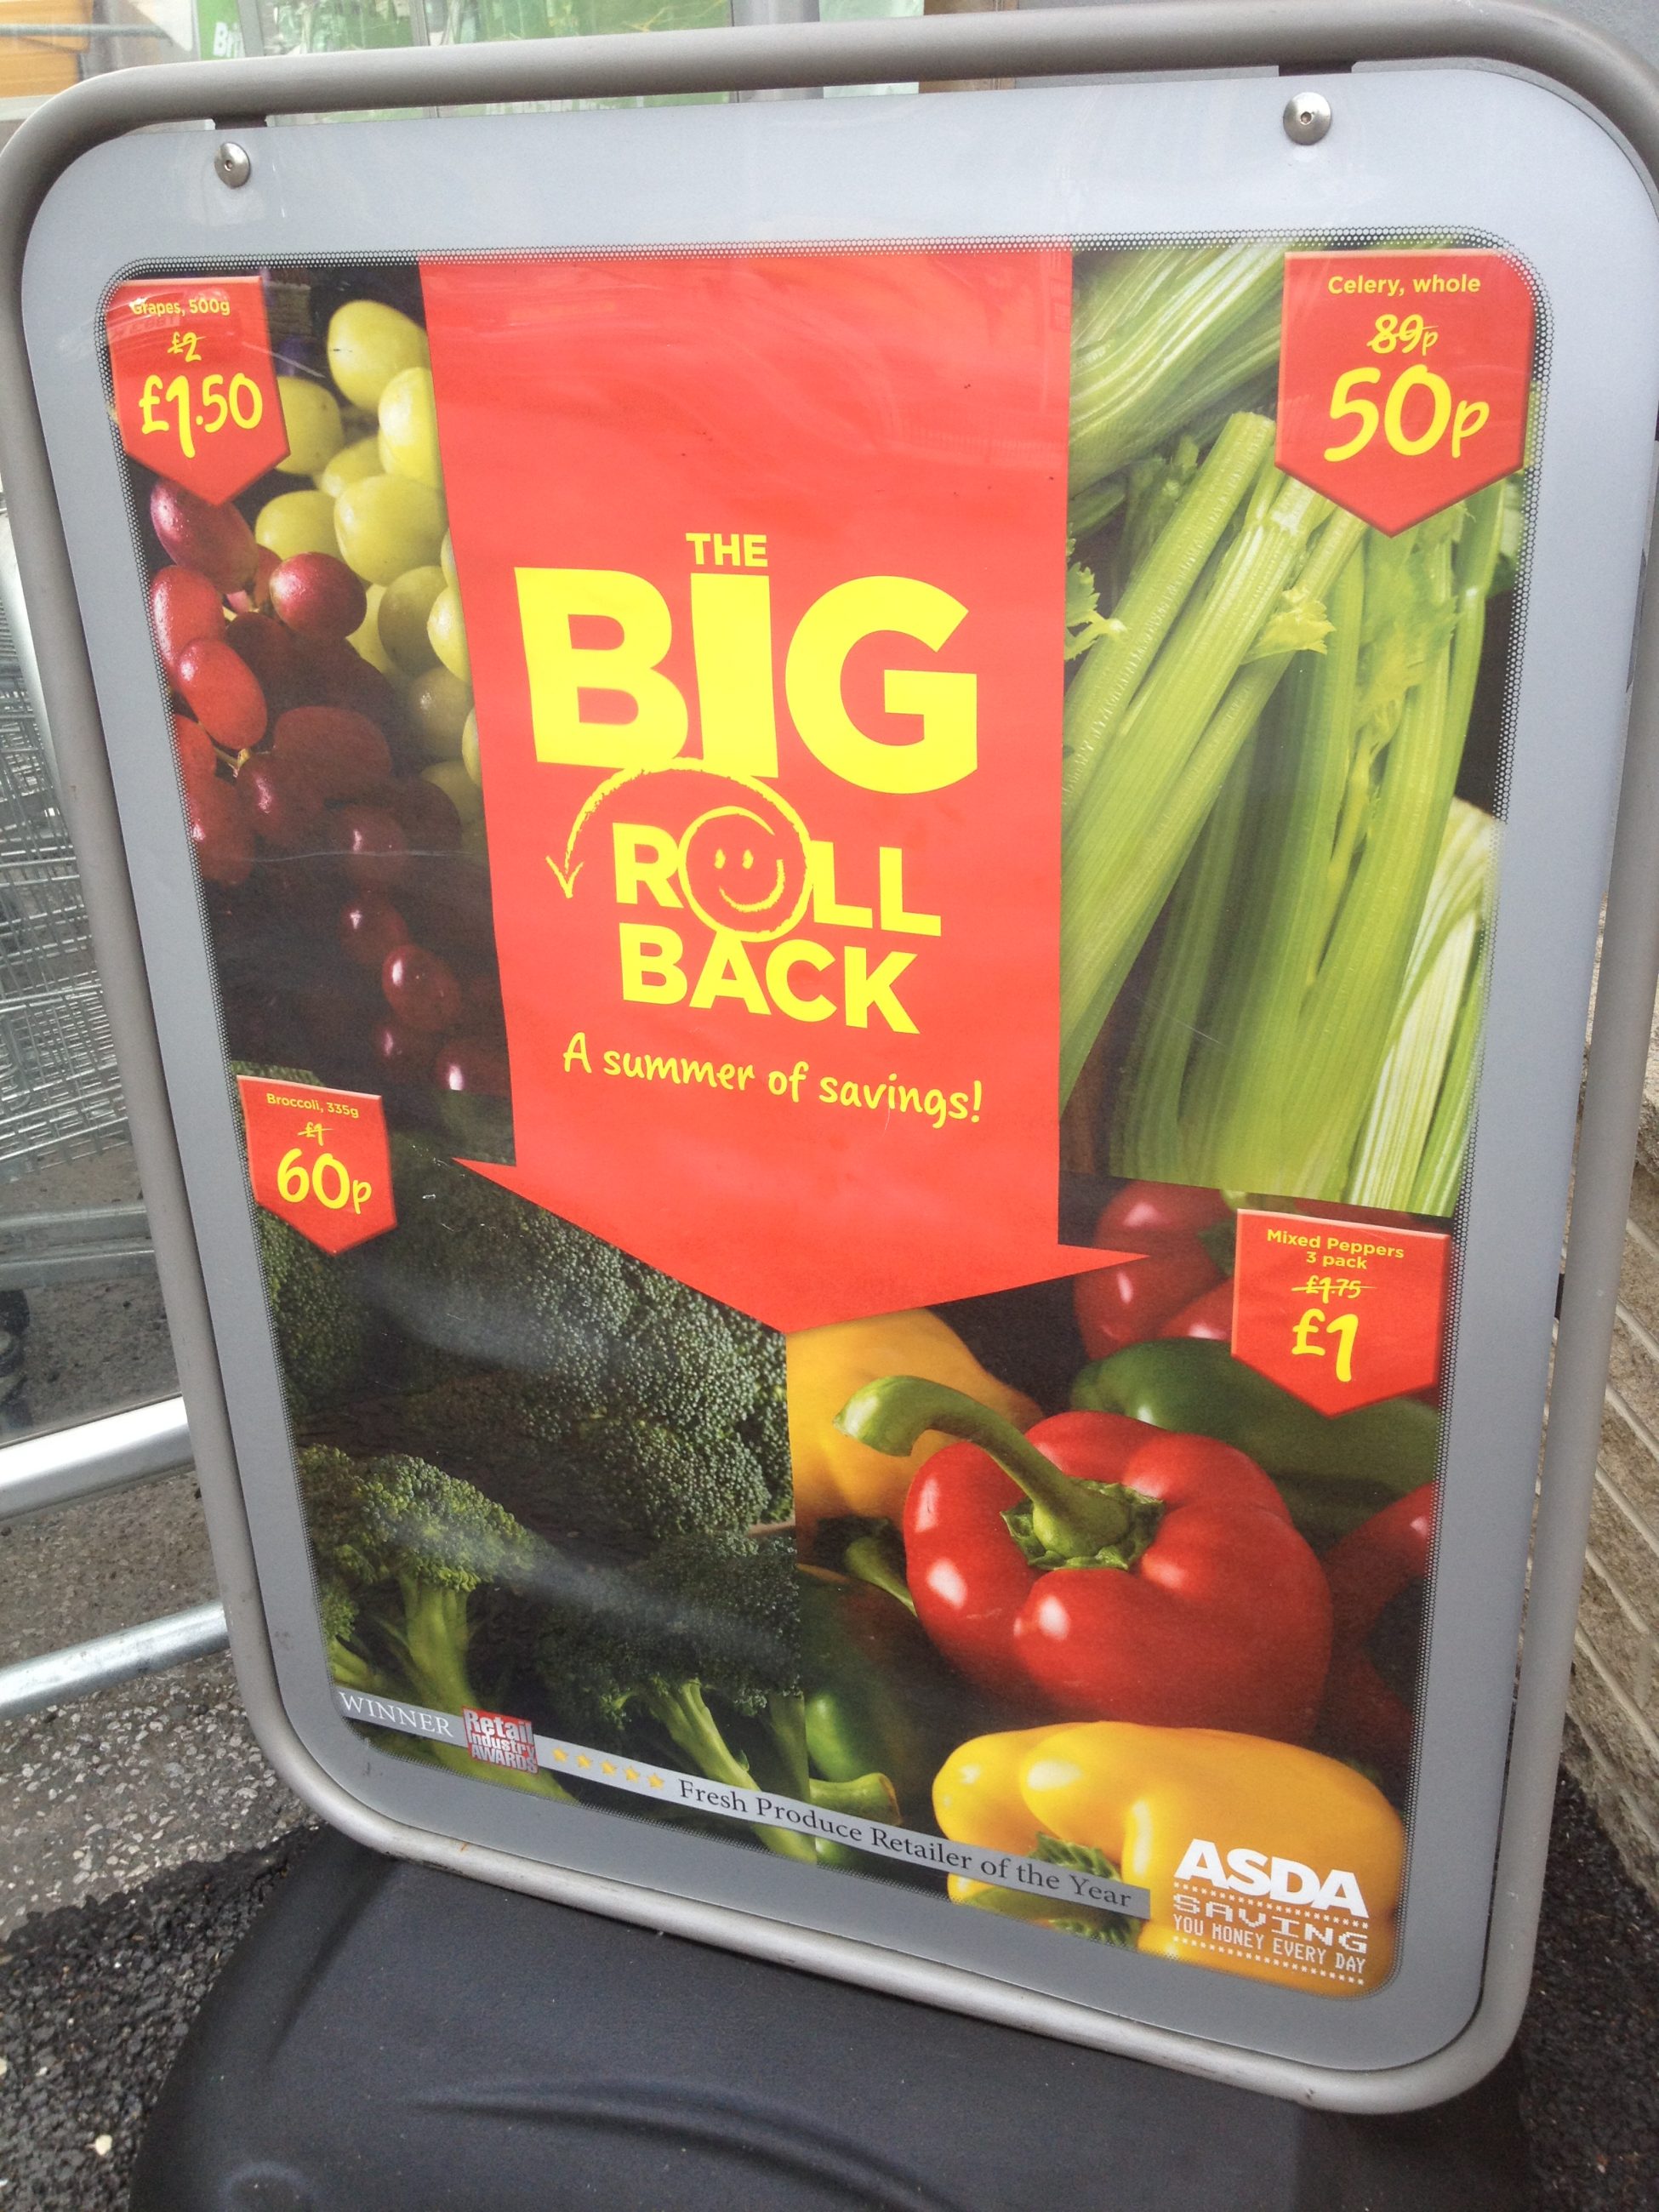 Grapes, 500g
£2
£1.50
Celery, whole
89p
50p
THE
BIG
ROLL
BACK
A summer of savings!
Broccoli, 335g
£1
60p
Mixed Peppers
3 pack
£1.75
£1
WINNER Retail Industry AWARDS Fresh Produce Retailer of the Year
ASDA
SAVING
YOU MONEY EVERY DAY